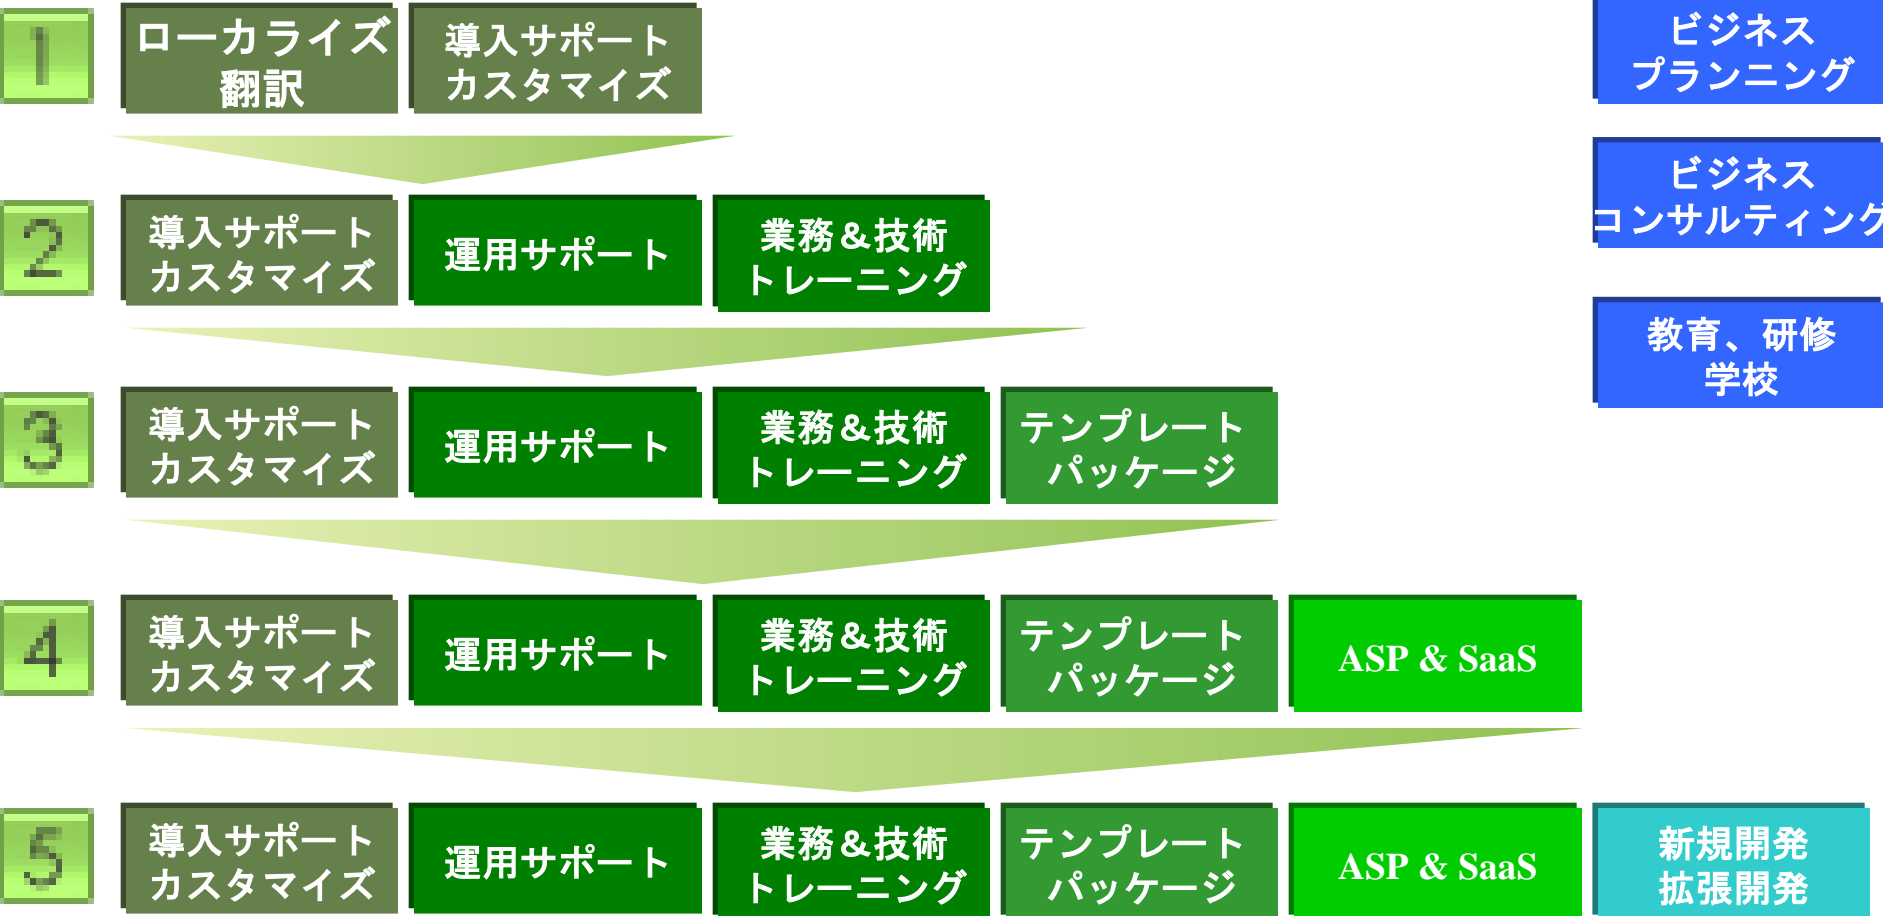 1
ローカライズ
翻訳
導入サポート
カスタマイズ
ビジネス
プランニング
ビジネス
コンサルティング
2
導入サポート
カスタマイズ
運用サポート
業務＆技術
トレーニング
教育、研修
学校
3
導入サポート
カスタマイズ
運用サポート
業務＆技術
トレーニング
テンプレート
パッケージ
4
導入サポート
カスタマイズ
運用サポート
業務＆技術
トレーニング
テンプレート
パッケージ
ASP & SaaS
5
導入サポート
カスタマイズ
運用サポート
業務＆技術
トレーニング
テンプレート
パッケージ
ASP & SaaS
新規開発
拡張開発